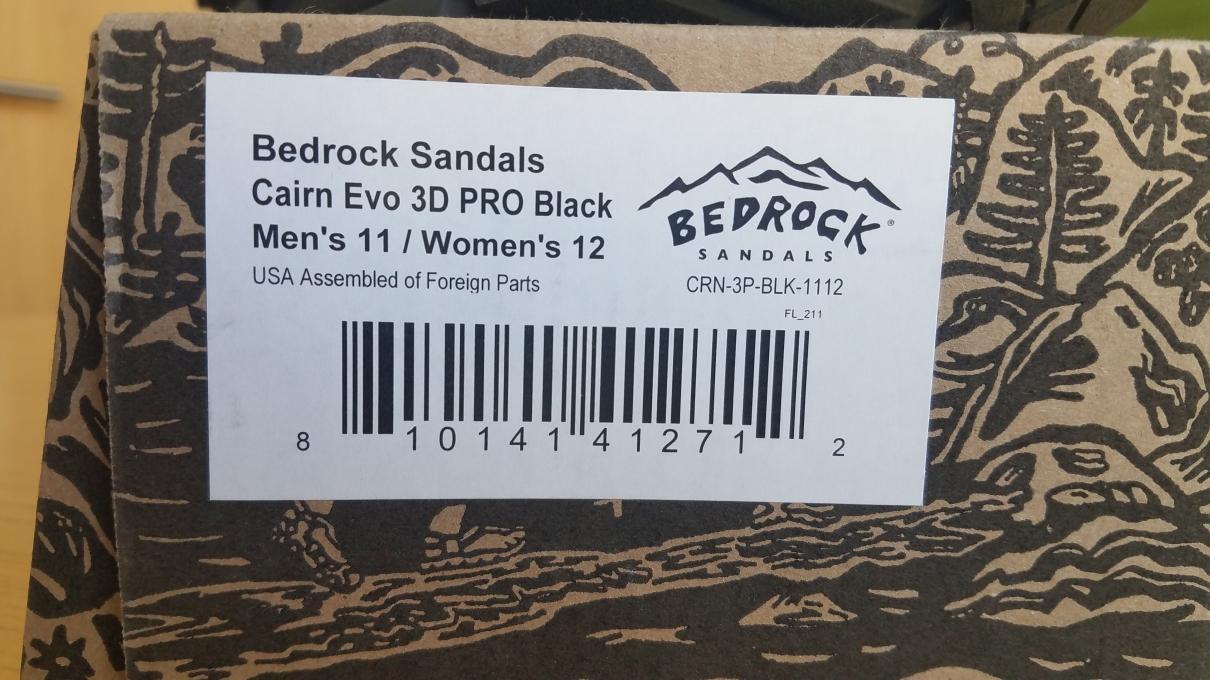 Bedrock Sandals
Cairn Evo 3D PRO Black
Men's 11 / Women's 12
USA Assembled of Foreign Parts
BEDROCK®
SANDALS
CRN-3P-BLK-1112
FL_211
8 10141 41271 2